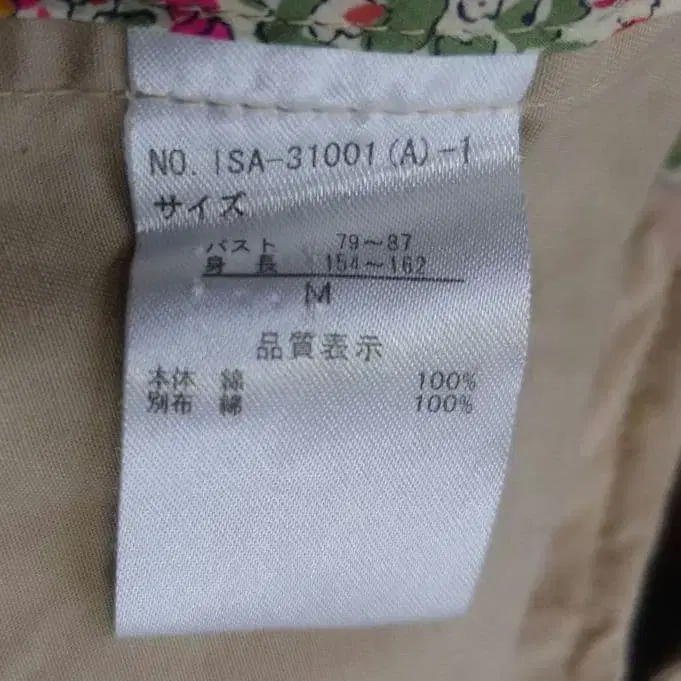 NO. ISA-31001(A)-1
サイズ
バスト 79～87
身長 154～162
M
品質表示
本体 綿 100%
別布 綿 100%